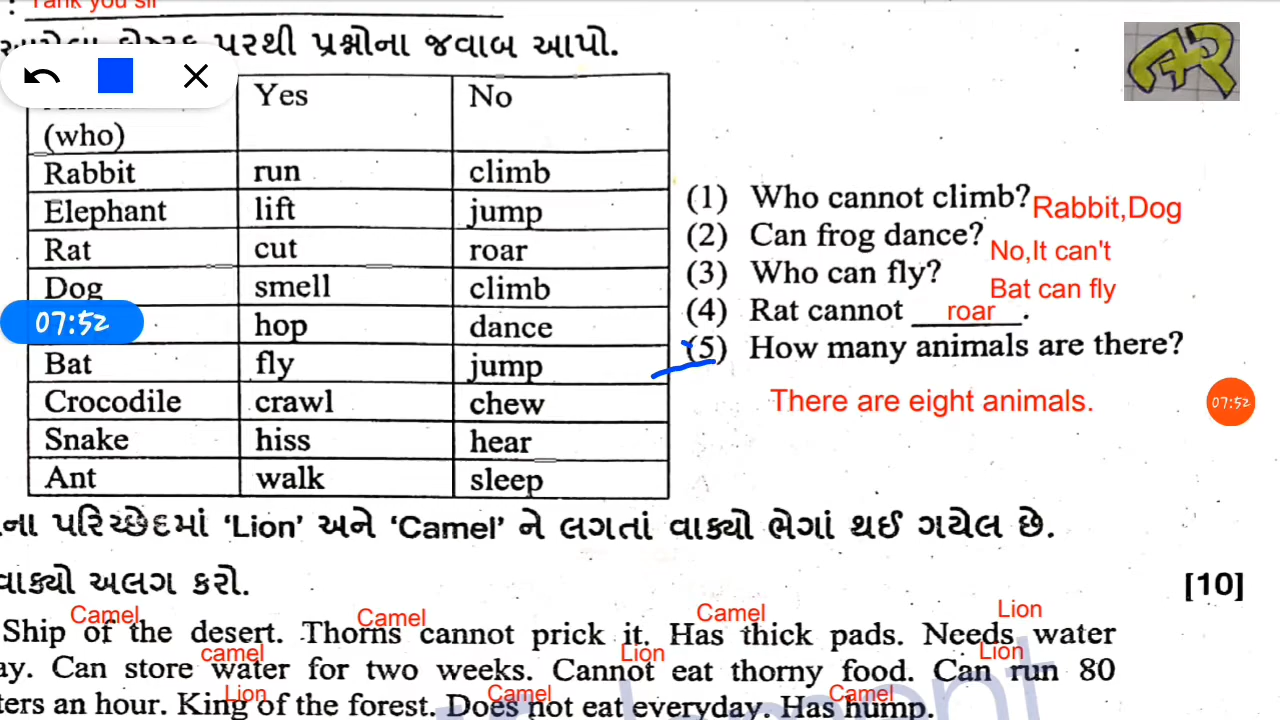 : Tank you sir
પરથી પ્રશ્નોના જવાબ આપો.
Yes No
(who)
Rabbit run climb
Elephant lift jump
Rat cut roar
Dog smell climb
07:52 hop dance
Bat fly jump
Crocodile crawl chew
Snake hiss hear
Ant walk sleep
(1) Who cannot climb? Rabbit,Dog
(2) Can frog dance? No,It can't
(3) Who can fly? Bat can fly
(4) Rat cannot roar.
(5) How many animals are there?
There are eight animals.
07:52
ના પરિચ્છેદમાં ‘Lion’ અને ‘Camel’ ને લગતાં વાક્યો ભેગાં થઈ ગયેલ છે.
વાક્યો અલગ કરો. [10]
Camel Camel Camel Lion
Ship of the desert. Thorns cannot prick it. Has thick pads. Needs water
camel Lion Lion
ay. Can store water for two weeks. Cannot eat thorny food. Can run 80
Lion Camel Camel
ters an hour. King of the forest. Does not eat everyday. Has hump.